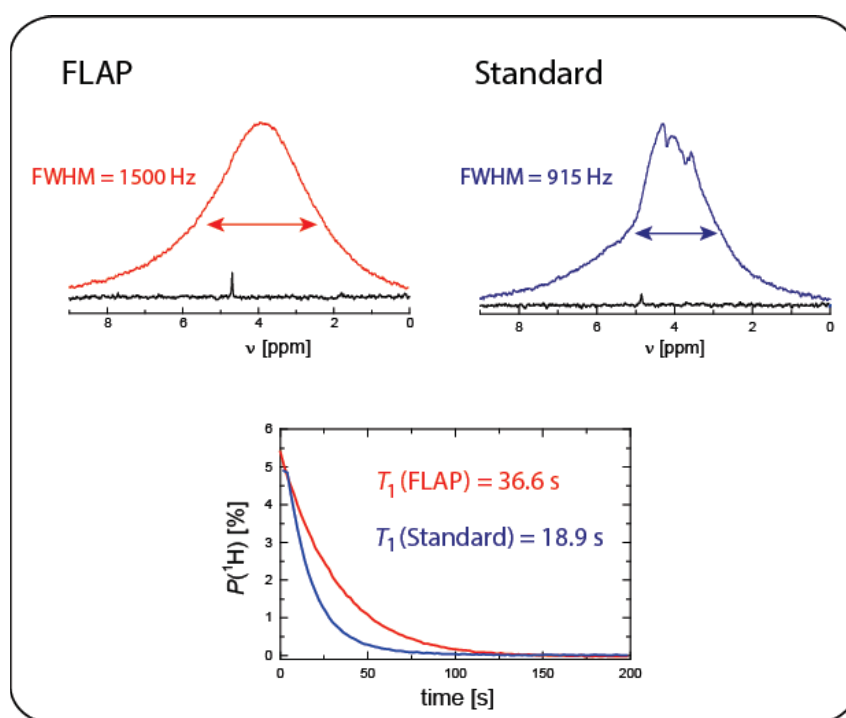 FLAP
Standard
FWHM = 1500 Hz
FWHM = 915 Hz
8 6 4 2 0
ν [ppm]
8 6 4 2 0
ν [ppm]
6
5
4
3
2
1
0
P(¹H) [%]
T₁ (FLAP) = 36.6 s
T₁ (Standard) = 18.9 s
0 50 100 150 200
time [s]